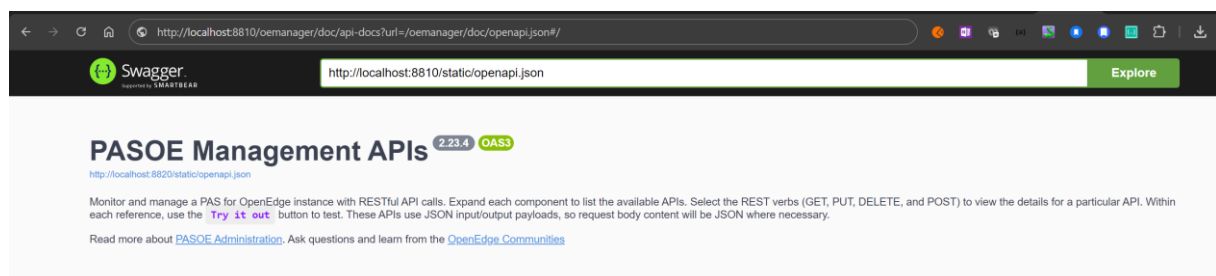 http://localhost:8810/oemanager/doc/api-docs?url=/oemanager/doc/openapi.json#/
Swagger.
Supported by SMARTBEAR
http://localhost:8810/static/openapi.json
Explore
PASOE Management APIs 2.23.4 OAS3
http://localhost:8820/static/openapi.json
Monitor and manage a PAS for OpenEdge instance with RESTful API calls. Expand each component to list the available APIs. Select the REST verbs (GET, PUT, DELETE, and POST) to view the details for a particular API. Within
each reference, use the Try it out button to test. These APIs use JSON input/output payloads, so request body content will be JSON where necessary.
Read more about PASOE Administration. Ask questions and learn from the OpenEdge Communities